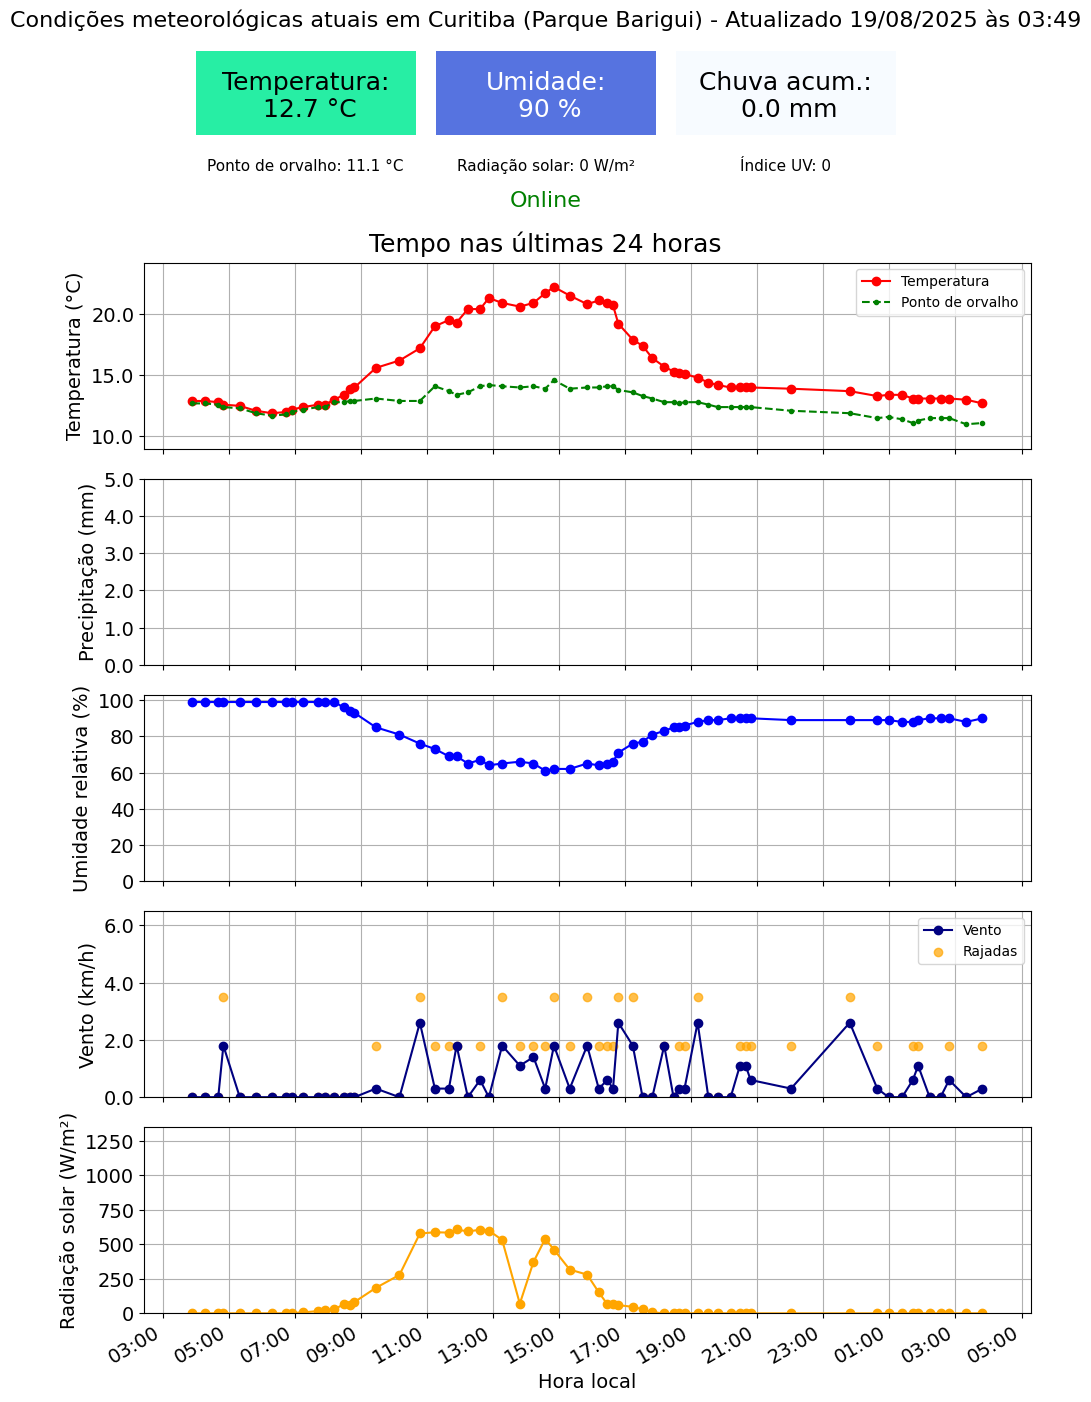 Condições meteorológicas atuais em Curitiba (Parque Barigui) - Atualizado 19/08/2025 às 03:49
Temperatura:
12.7 °C
Umidade:
90 %
Chuva acum.:
0.0 mm
Ponto de orvalho: 11.1 °C
Radiação solar: 0 W/m²
Índice UV: 0
Online
Tempo nas últimas 24 horas
Temperatura (°C)
20.0
15.0
10.0
Temperatura
Ponto de orvalho
Precipitação (mm)
5.0
4.0
3.0
2.0
1.0
0.0
Umidade relativa (%)
100
80
60
40
20
0
Vento (km/h)
6.0
4.0
2.0
0.0
Vento
Rajadas
Radiação solar (W/m²)
1250
1000
750
500
250
0
03:00
05:00
07:00
09:00
11:00
13:00
15:00
17:00
19:00
21:00
23:00
01:00
03:00
05:00
Hora local